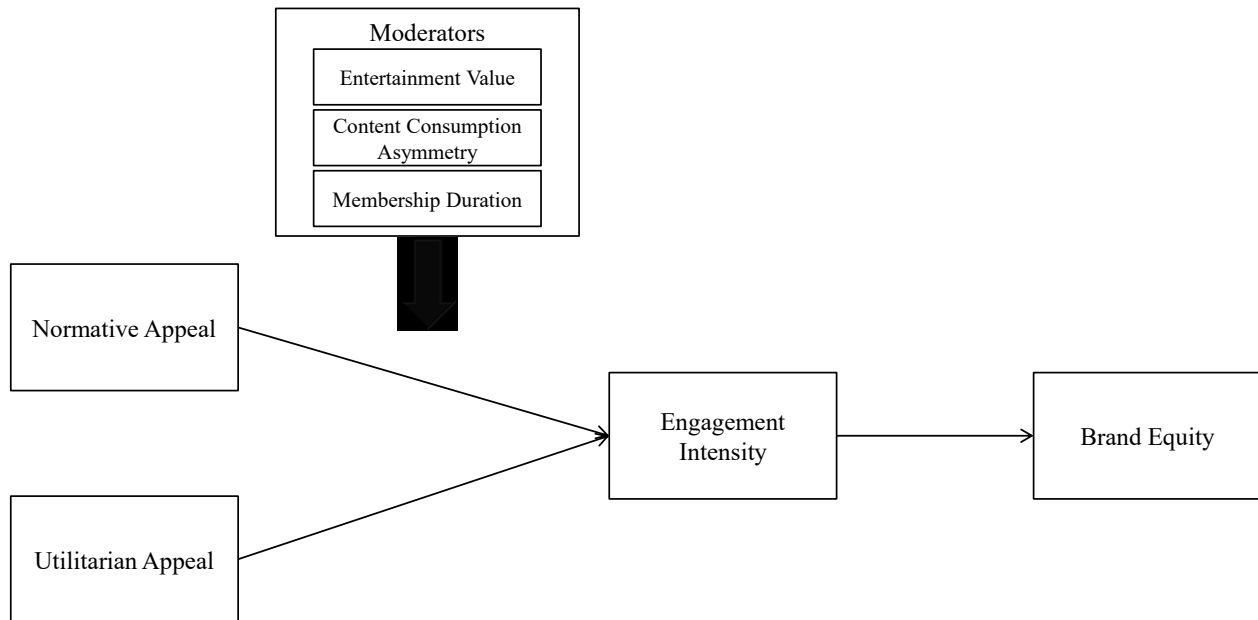 Moderators
Entertainment Value
Content Consumption
Asymmetry
Membership Duration
Normative Appeal
Engagement
Intensity
Brand Equity
Utilitarian Appeal